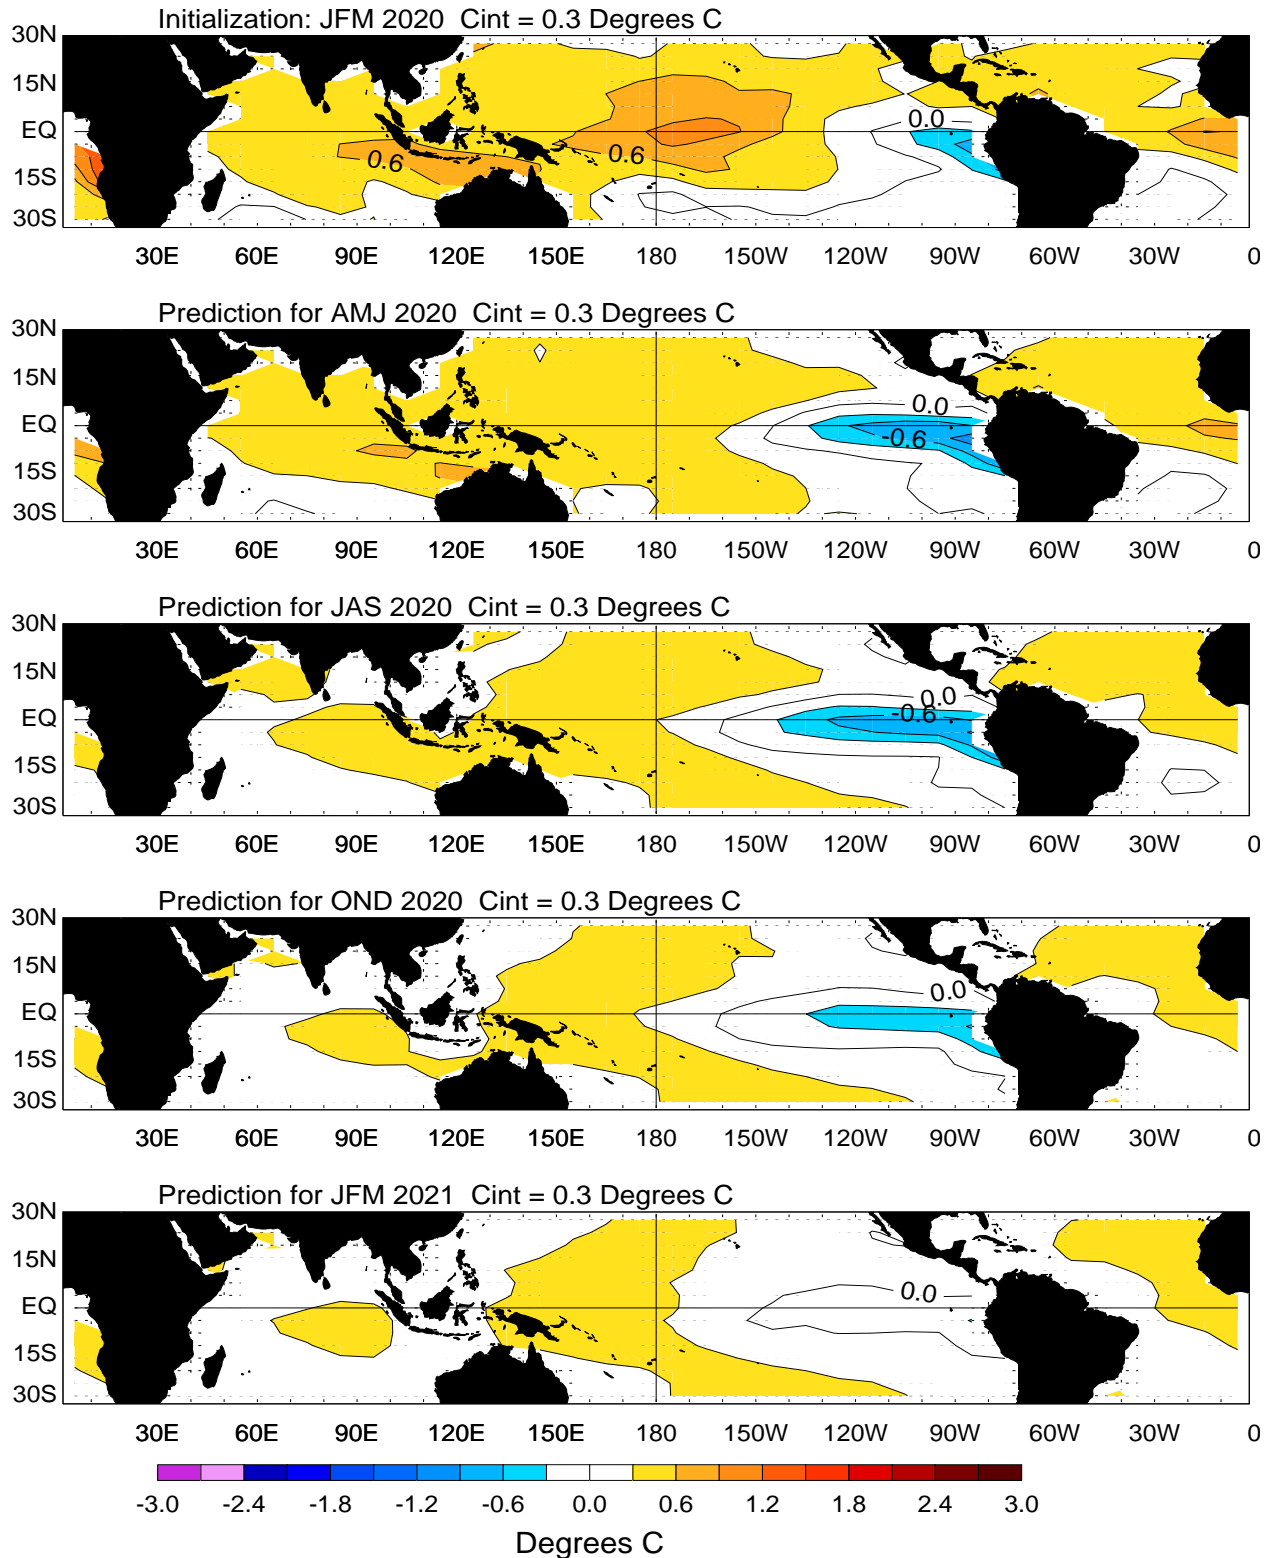 Initialization: JFM 2020 Cint = 0.3 Degrees C
30N
15N
EQ
15S
30S
0.0
0.6
0.6
30E 60E 90E 120E 150E 180 150W 120W 90W 60W 30W 0
Prediction for AMJ 2020 Cint = 0.3 Degrees C
30N
15N
EQ
15S
30S
0.0
-0.6
30E 60E 90E 120E 150E 180 150W 120W 90W 60W 30W 0
Prediction for JAS 2020 Cint = 0.3 Degrees C
30N
15N
EQ
15S
30S
0.0
-0.6
30E 60E 90E 120E 150E 180 150W 120W 90W 60W 30W 0
Prediction for OND 2020 Cint = 0.3 Degrees C
30N
15N
EQ
15S
30S
0.0
30E 60E 90E 120E 150E 180 150W 120W 90W 60W 30W 0
Prediction for JFM 2021 Cint = 0.3 Degrees C
30N
15N
EQ
15S
30S
0.0
30E 60E 90E 120E 150E 180 150W 120W 90W 60W 30W 0
-3.0 -2.4 -1.8 -1.2 -0.6 0.0 0.6 1.2 1.8 2.4 3.0
Degrees C